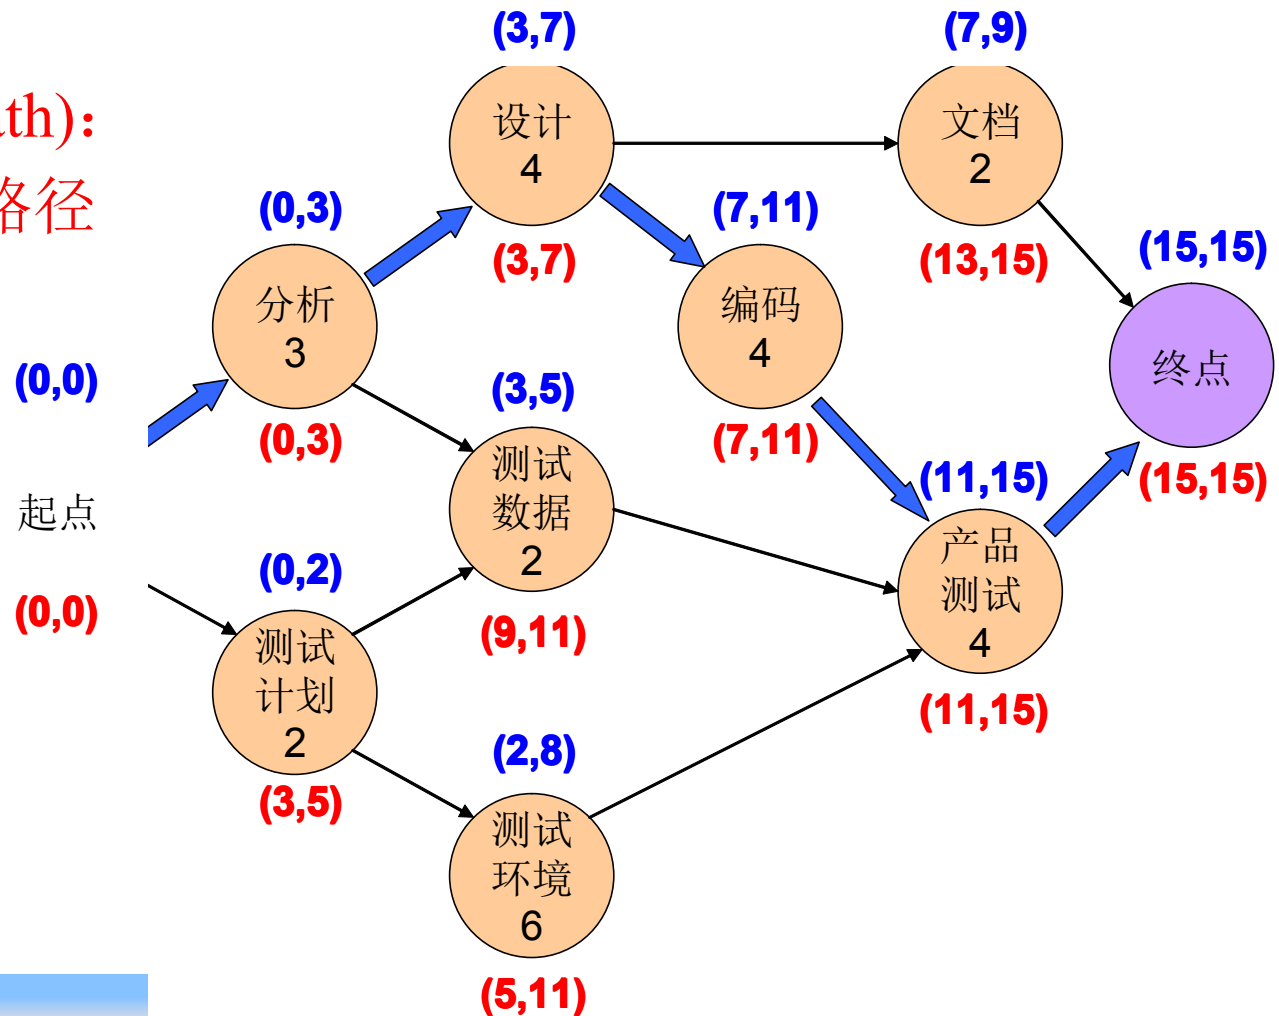 (3,7)
(7,9)
ath):
设计
4
文档
2
路径
(0,3)
(7,11)
(3,7)
(13,15)
(15,15)
分析
3
编码
4
(0,0)
(3,5)
终点
(0,3)
(7,11)
测试
数据
2
(11,15)
(15,15)
起点
(0,2)
产品
测试
4
(0,0)
(9,11)
测试
计划
2
(11,15)
(2,8)
(3,5)
测试
环境
6
(5,11)